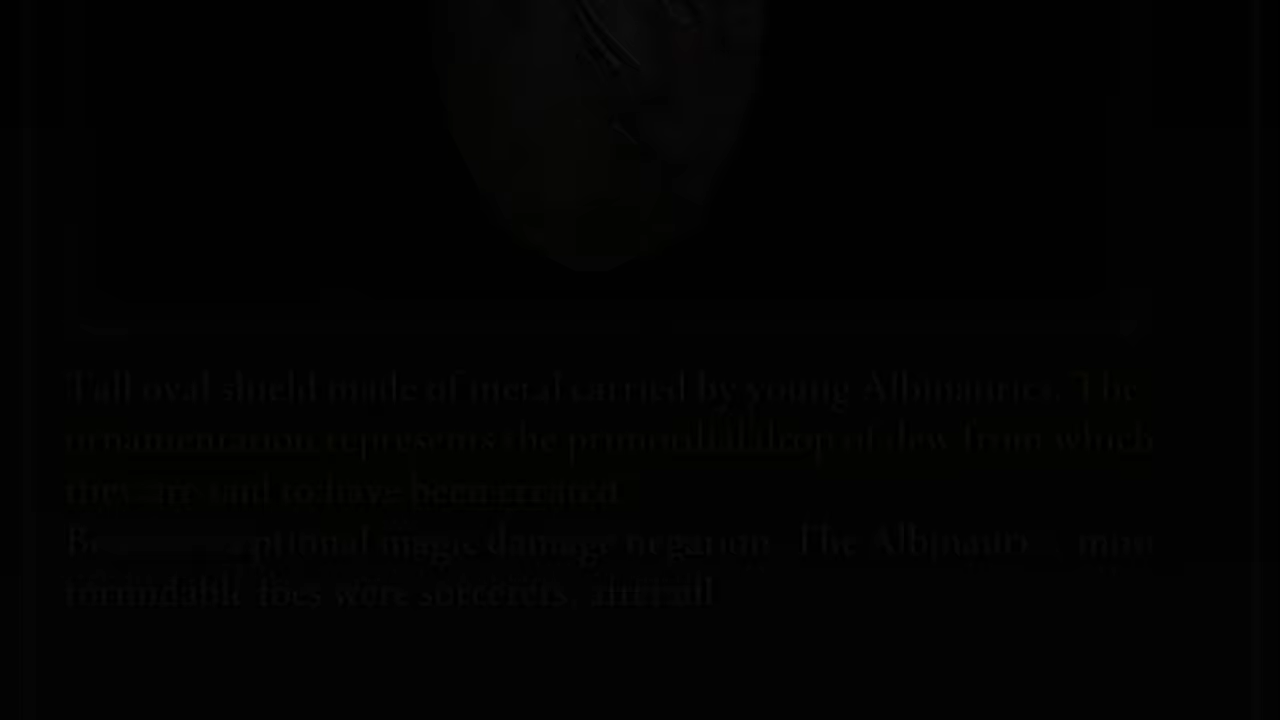 Tall oval shield made of metal carried by young Albinaurics. The
ornamentation represents the primordial drop of dew from which
they are said to have been created.
Boasts exceptional magic damage negation. The Albinaurics' most
formidable foes were sorcerers, after all.